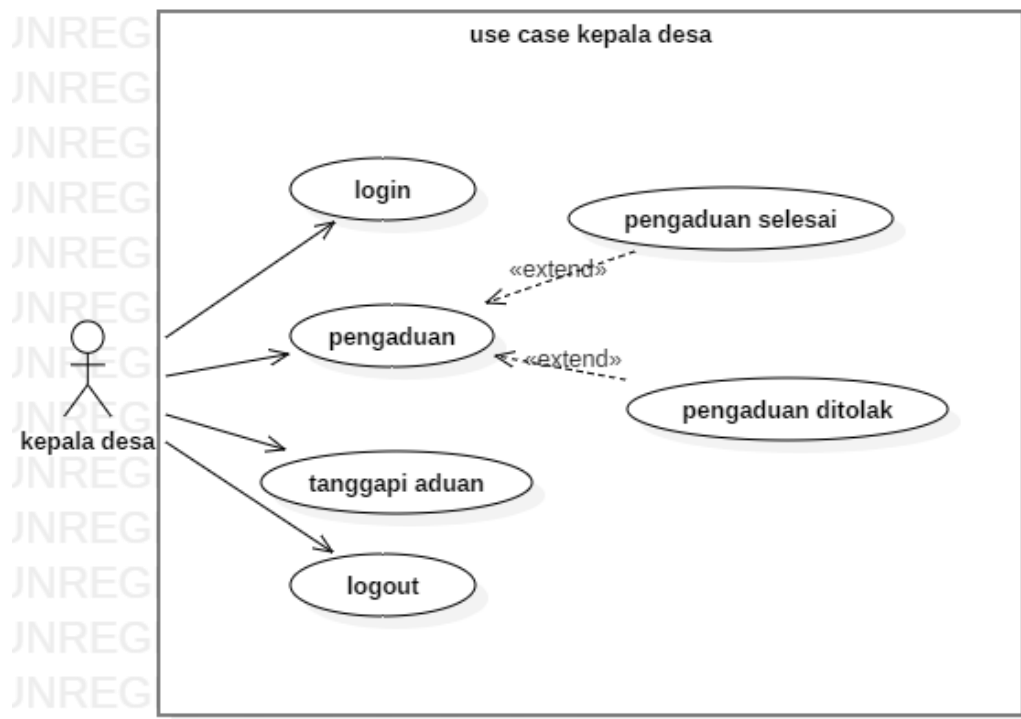 use case kepala desa
login
pengaduan selesai
«extend»
pengaduan
«extend»
pengaduan ditolak
kepala desa
tanggapi aduan
logout
JNREG
JNREG
JNREG
JNREG
JNREG
JNREG
JNREG
JNREG
JNREG
JNREG
JNREG
JNREG
JNREG